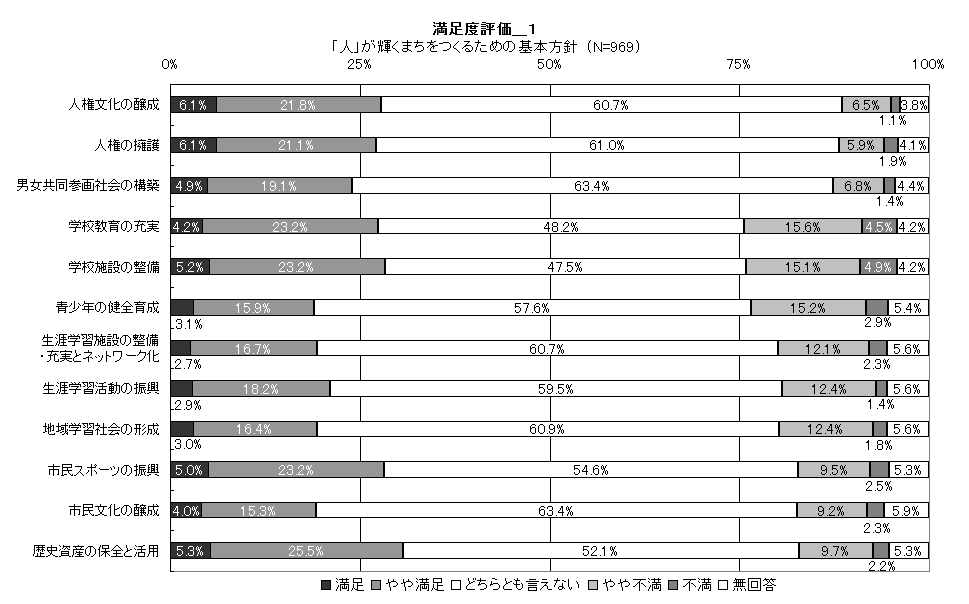 満足度評価__1
「人」が輝くまちをつくるための基本方針（N=969）
0% 25% 50% 75% 100%
人権文化の醸成 6.1% 21.8% 60.7% 6.5% 3.8%
1.1%
人権の擁護 6.1% 21.1% 61.0% 5.9% 4.1%
1.9%
男女共同参画社会の構築 4.9% 19.1% 63.4% 6.8% 4.4%
1.4%
学校教育の充実 4.2% 23.2% 48.2% 15.6% 4.5% 4.2%
学校施設の整備 5.2% 23.2% 47.5% 15.1% 4.9% 4.2%
青少年の健全育成 15.9% 57.6% 15.2% 5.4%
3.1% 2.9%
生涯学習施設の整備
・充実とネットワーク化 16.7% 60.7% 12.1% 5.6%
2.7% 2.3%
生涯学習活動の振興 18.2% 59.5% 12.4% 5.6%
2.9% 1.4%
地域学習社会の形成 16.4% 60.9% 12.4% 5.6%
3.0% 1.8%
市民スポーツの振興 5.0% 23.2% 54.6% 9.5% 5.3%
2.5%
市民文化の醸成 4.0% 15.3% 63.4% 9.2% 5.9%
2.3%
歴史資産の保全と活用 5.3% 25.5% 52.1% 9.7% 5.3%
2.2%
満足 やや満足 どちらとも言えない やや不満 不満 無回答